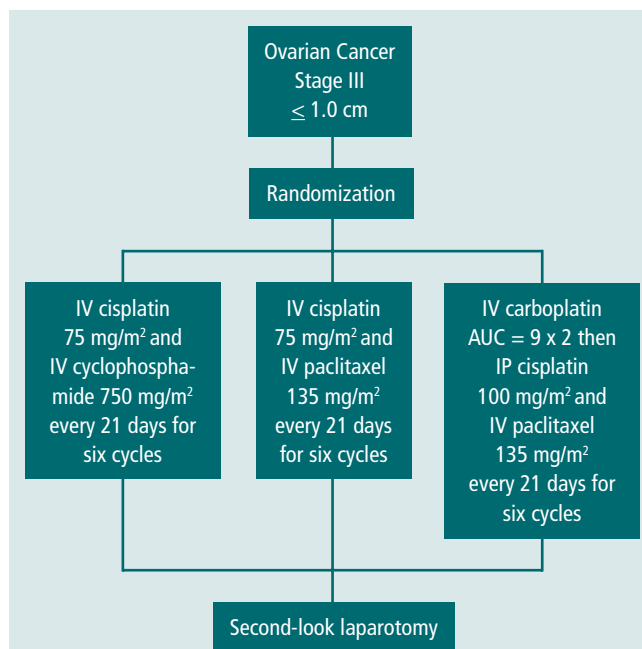 Ovarian Cancer
Stage III
≤ 1.0 cm
Randomization
IV cisplatin
75 mg/m² and
IV cyclophospha-
mide 750 mg/m²
every 21 days for
six cycles
IV cisplatin
75 mg/m² and
IV paclitaxel
135 mg/m²
every 21 days
for six cycles
IV carboplatin
AUC = 9 x 2 then
IP cisplatin
100 mg/m² and
IV paclitaxel
135 mg/m²
every 21 days for
six cycles
Second-look laparotomy